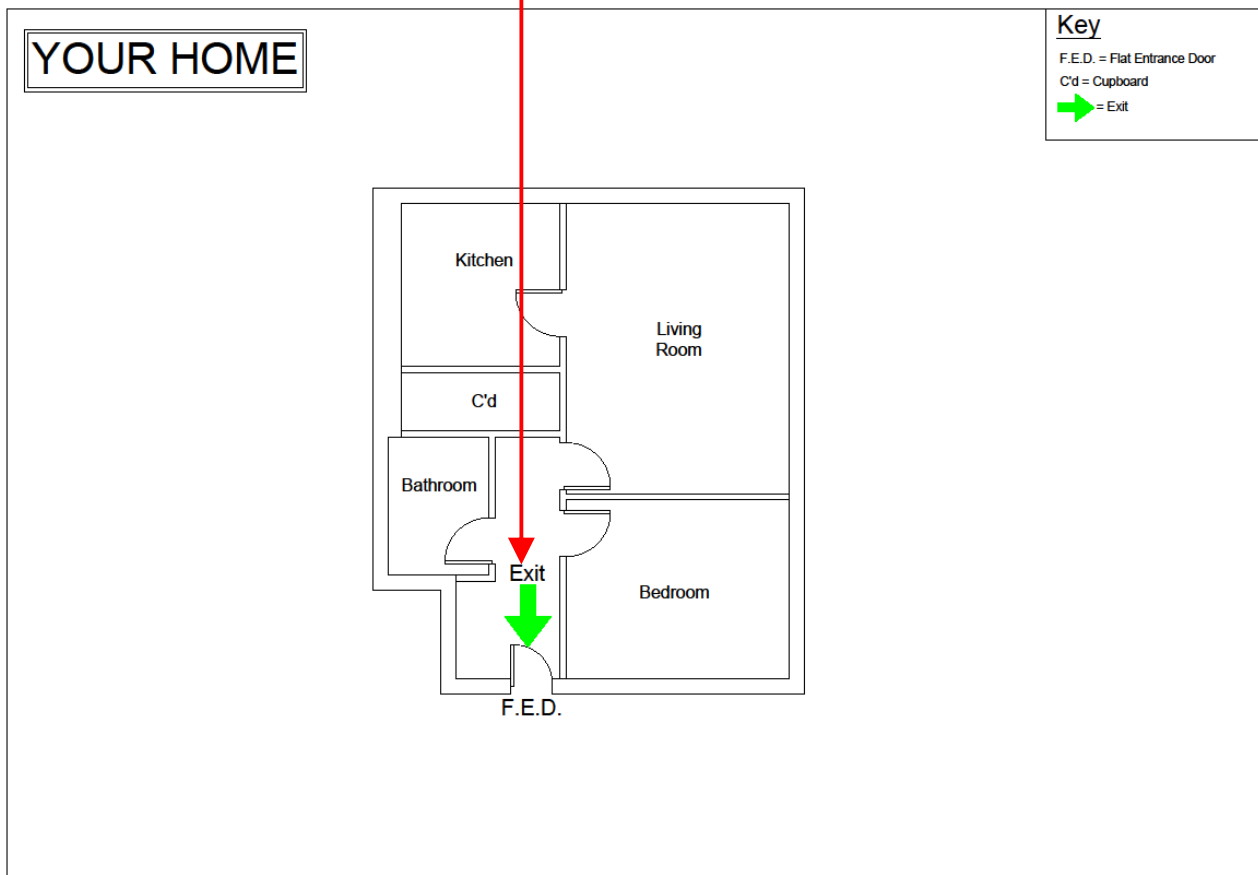 YOUR HOME
Key
F.E.D. = Flat Entrance Door
C'd = Cupboard
= Exit
Kitchen
Living
Room
C'd
Bathroom
Exit
Bedroom
F.E.D.